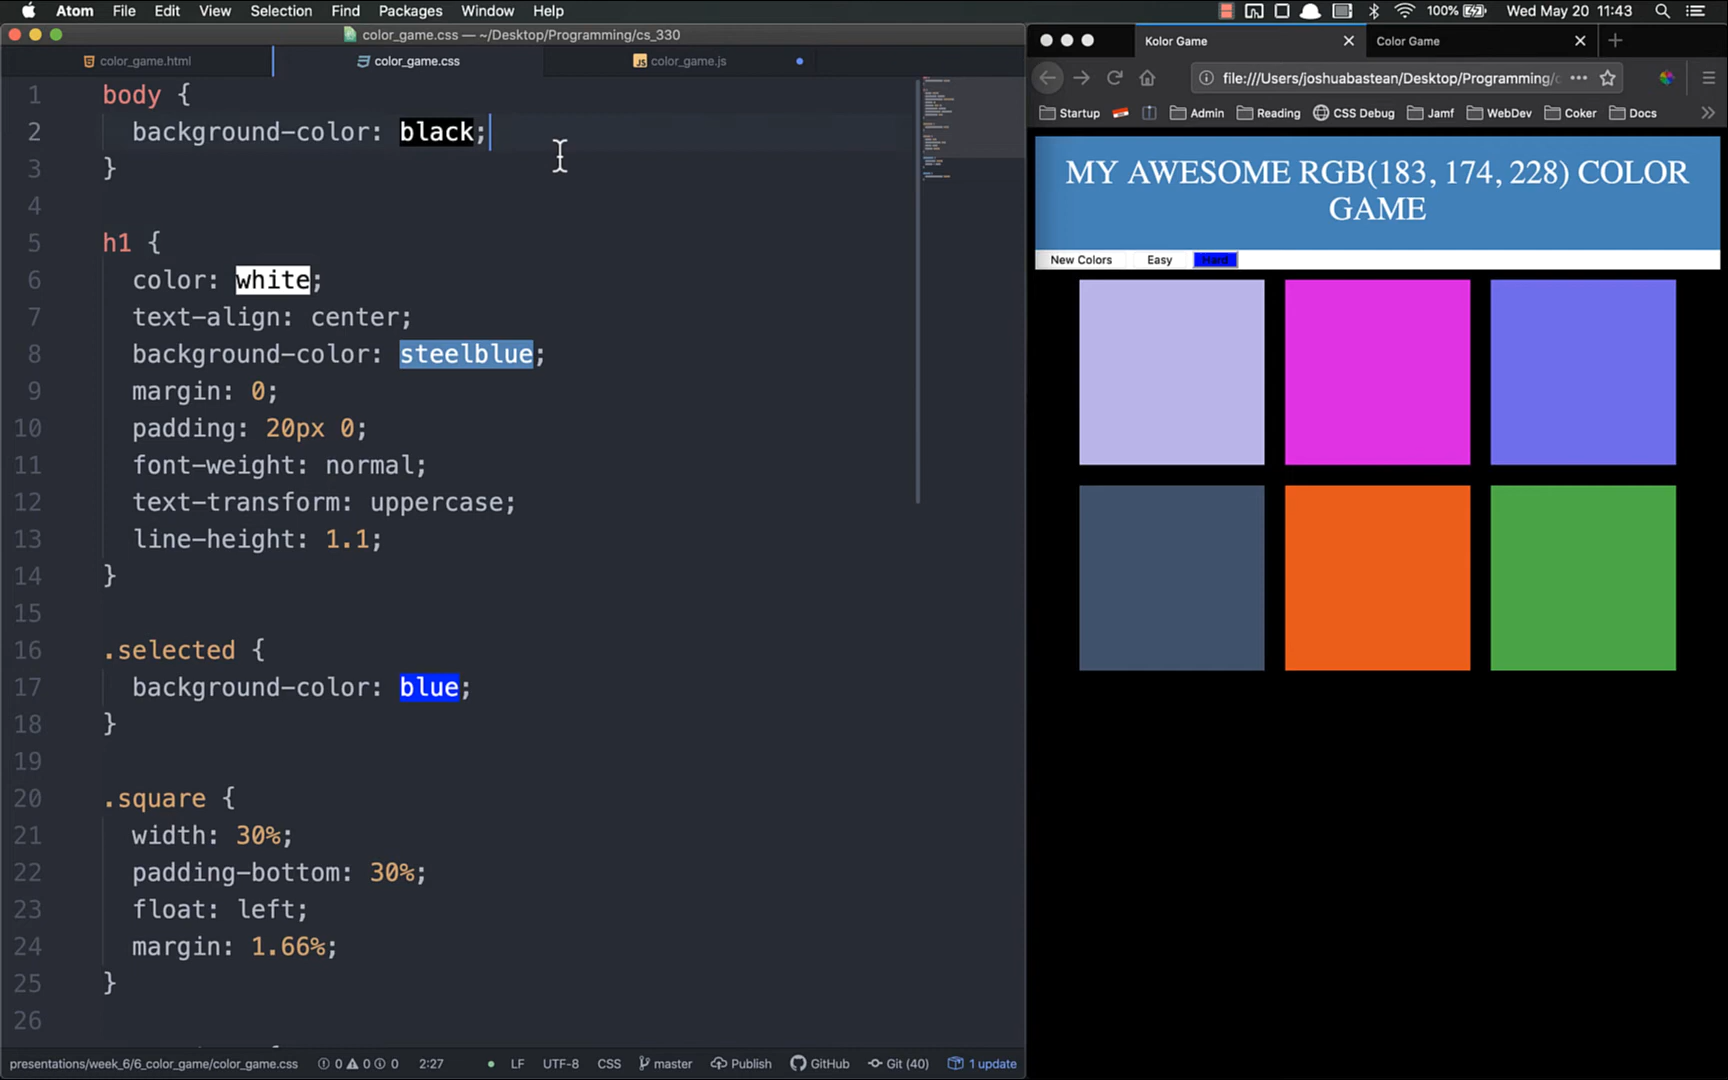 Atom File Edit View Selection Find Packages Window Help 100% Wed May 20 11:43
color_game.css — ~/Desktop/Programming/cs_330
color_game.html color_game.css color_game.js
1 body {
2 background-color: black;
3 }
4
5 h1 {
6 color: white;
7 text-align: center;
8 background-color: steelblue;
9 margin: 0;
10 padding: 20px 0;
11 font-weight: normal;
12 text-transform: uppercase;
13 line-height: 1.1;
14 }
15
16 .selected {
17 background-color: blue;
18 }
19
20 .square {
21 width: 30%;
22 padding-bottom: 30%;
23 float: left;
24 margin: 1.66%;
25 }
26
presentations/week_6/6_color_game/color_game.css 0 0 0 2:27 LF UTF-8 CSS master Publish GitHub Git (40) 1 update
Kolor Game Color Game
file:///Users/joshuabastean/Desktop/Programming/
Startup Admin Reading CSS Debug Jamf WebDev Coker Docs
MY AWESOME RGB(183, 174, 228) COLOR
GAME
New Colors Easy Hard